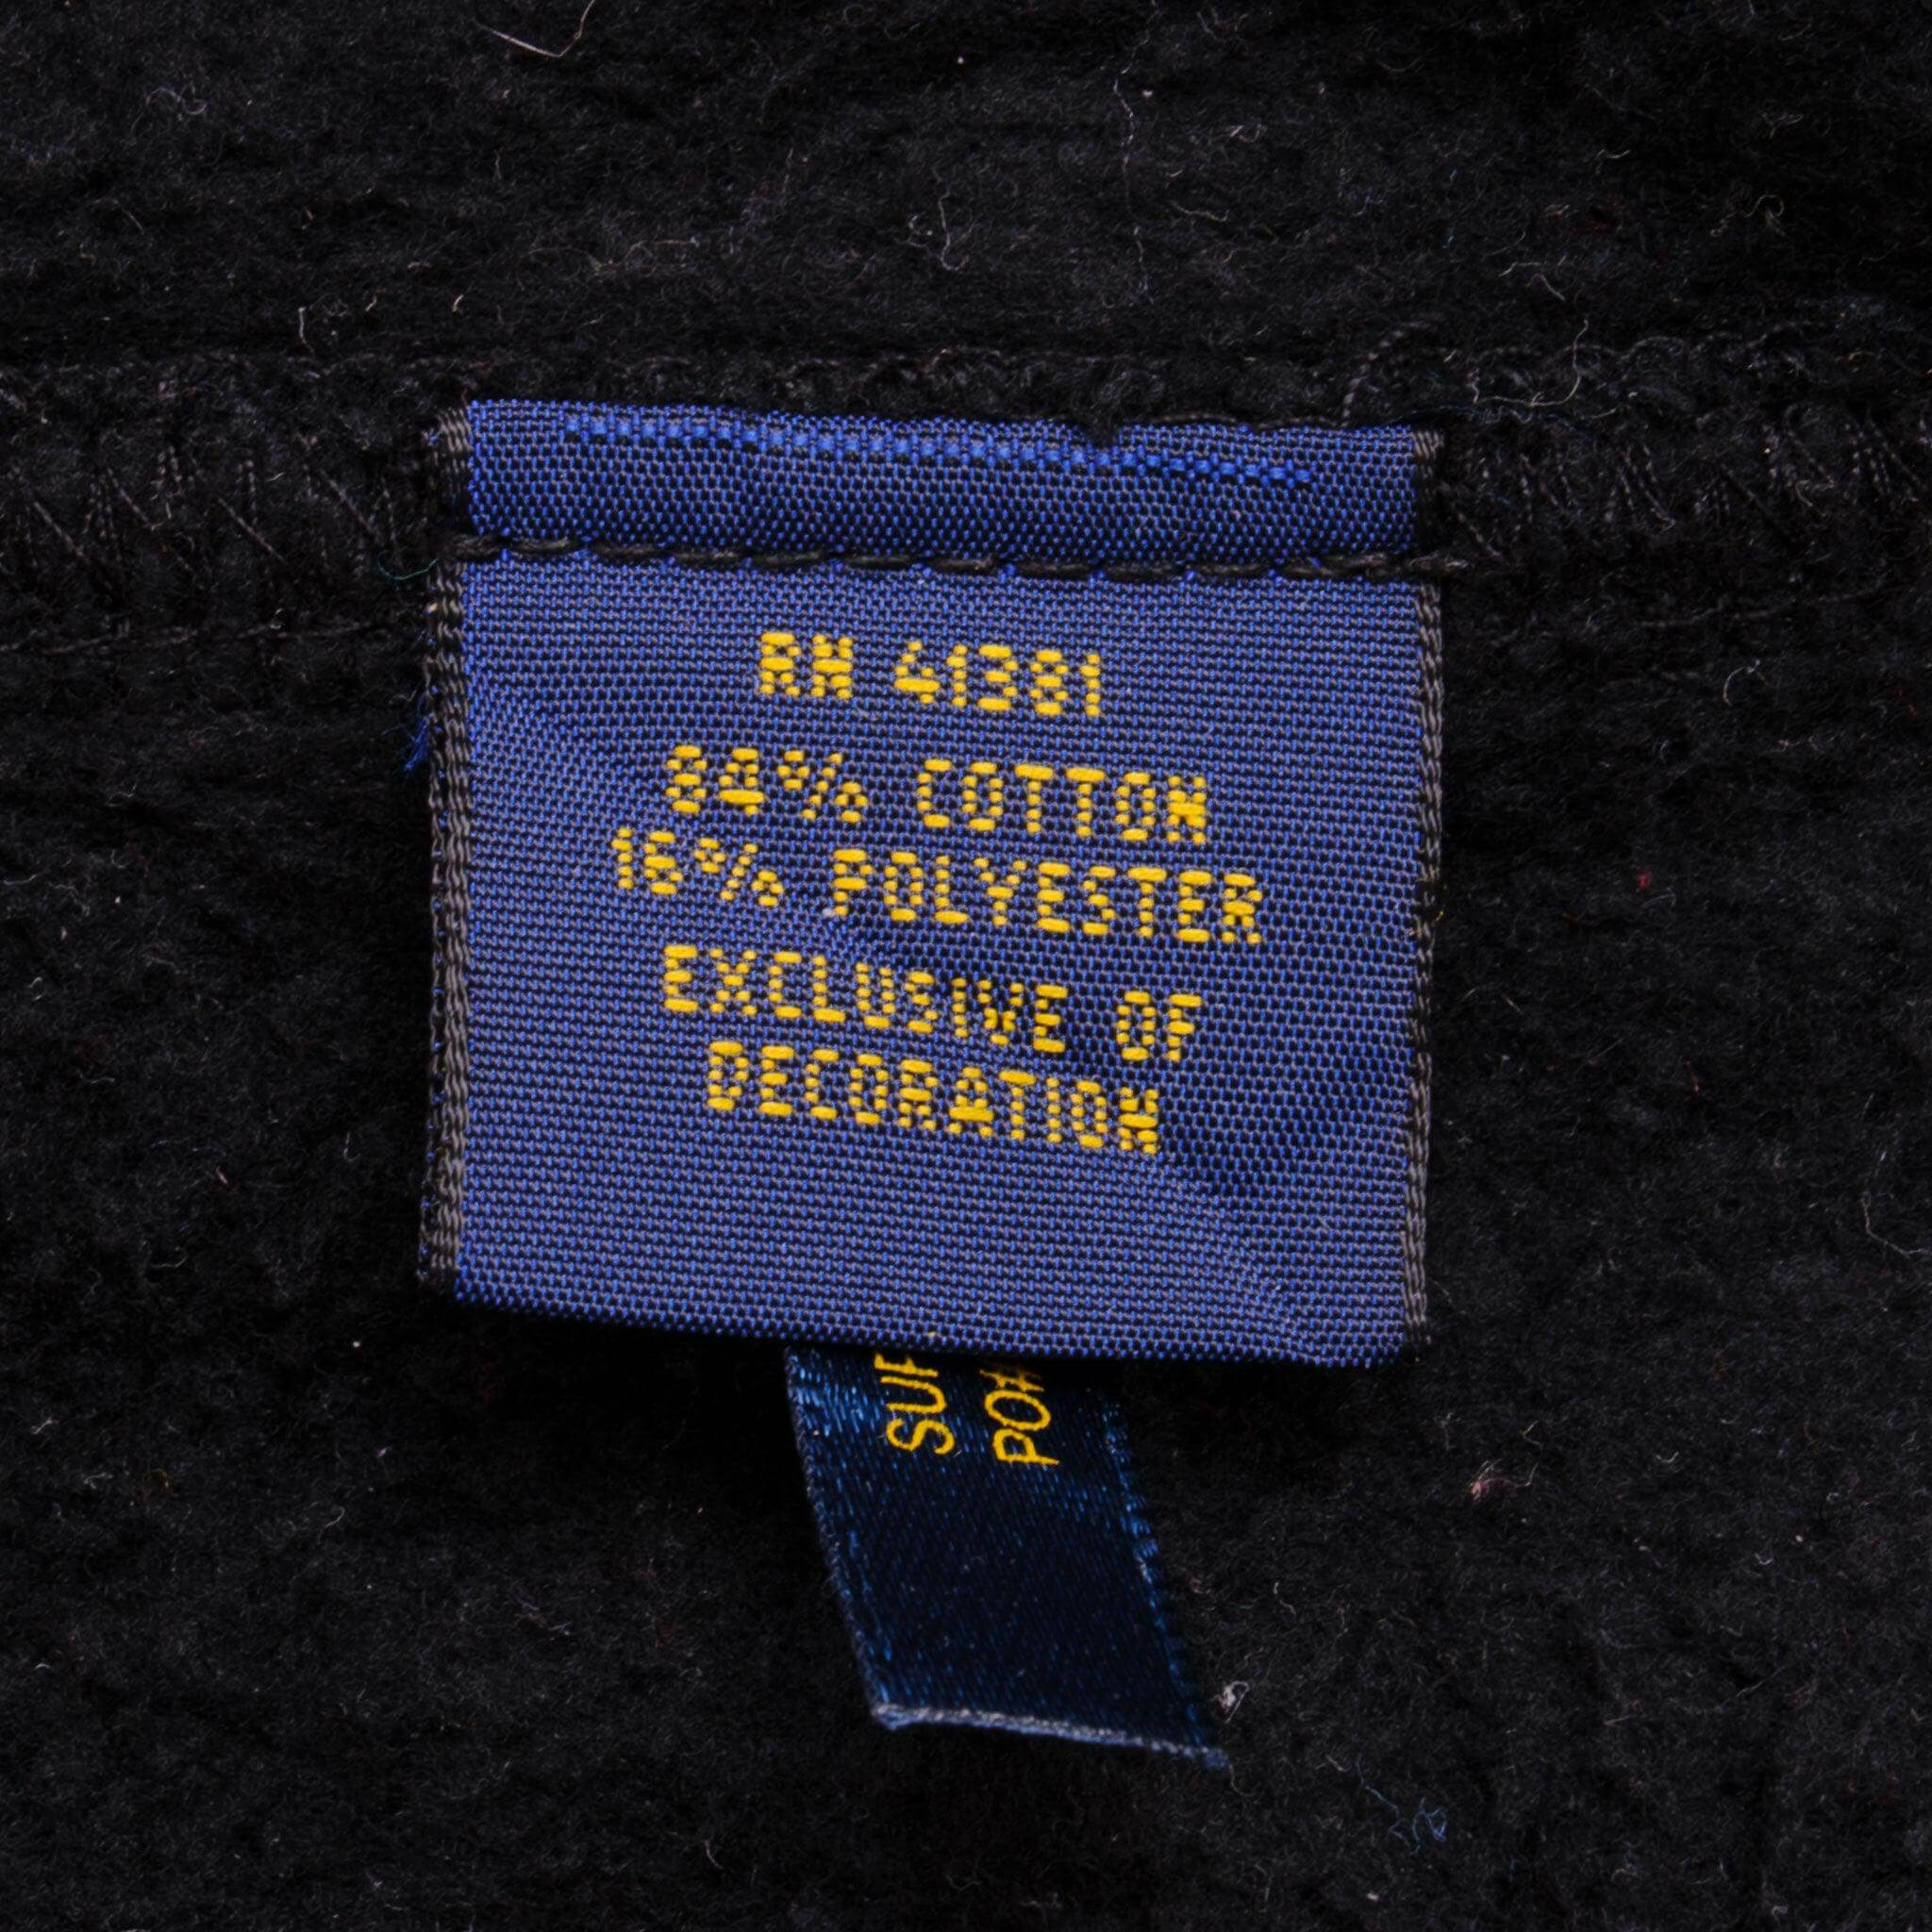 RN 41381
84% COTTON
16% POLYESTER
EXCLUSIVE OF
DECORATION